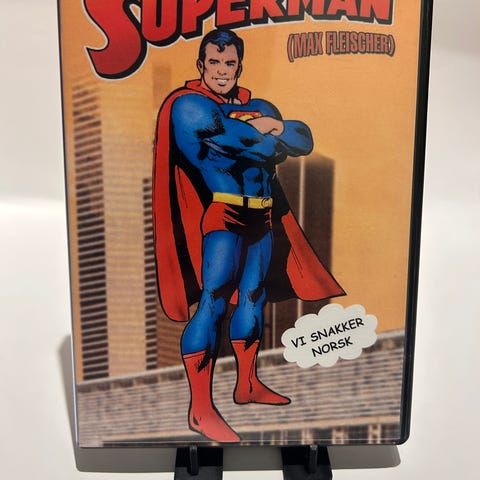 SUPERMAN
(MAX FLEISCHER)
VI SNAKKER
NORSK